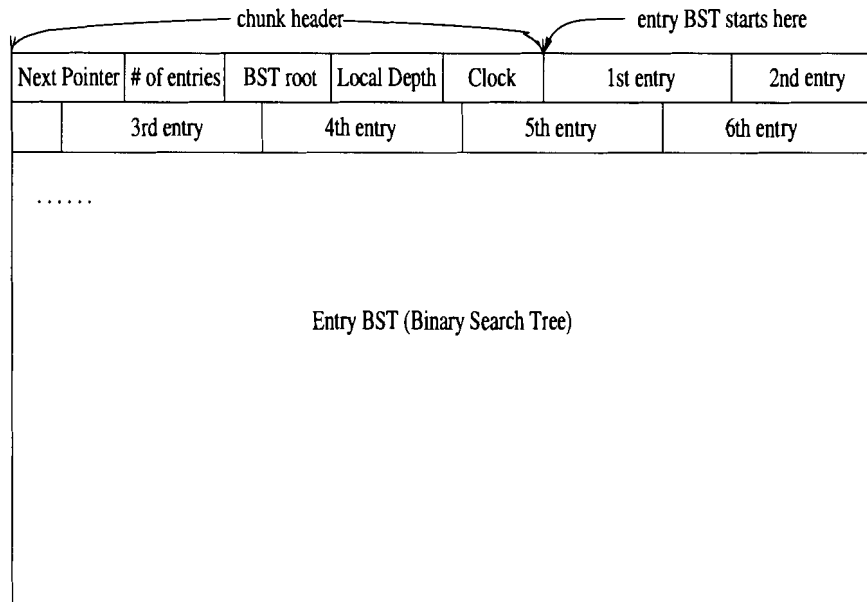 chunk header
entry BST starts here
Next Pointer
# of entries
BST root
Local Depth
Clock
1st entry
2nd entry
3rd entry
4th entry
5th entry
6th entry
......
Entry BST (Binary Search Tree)